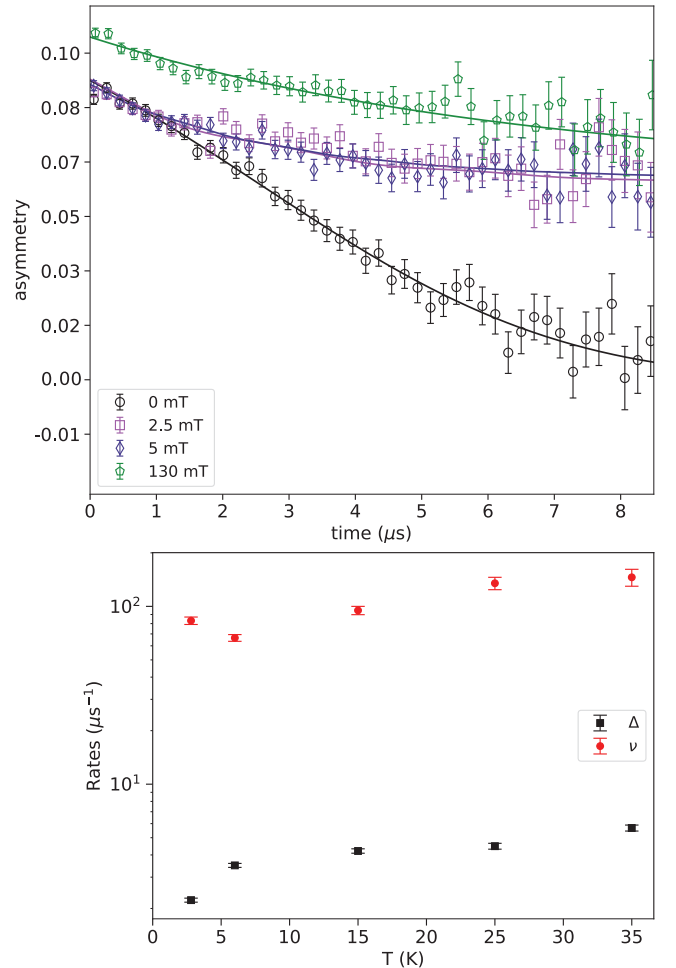 asymmetry
0.10
0.08
0.07
0.05
0.03
0.02
0.00
-0.01
0 mT
2.5 mT
5 mT
130 mT
0 1 2 3 4 5 6 7 8
time (μs)
Rates (μs⁻¹)
10²
10¹
Δ
ν
0 5 10 15 20 25 30 35
T (K)